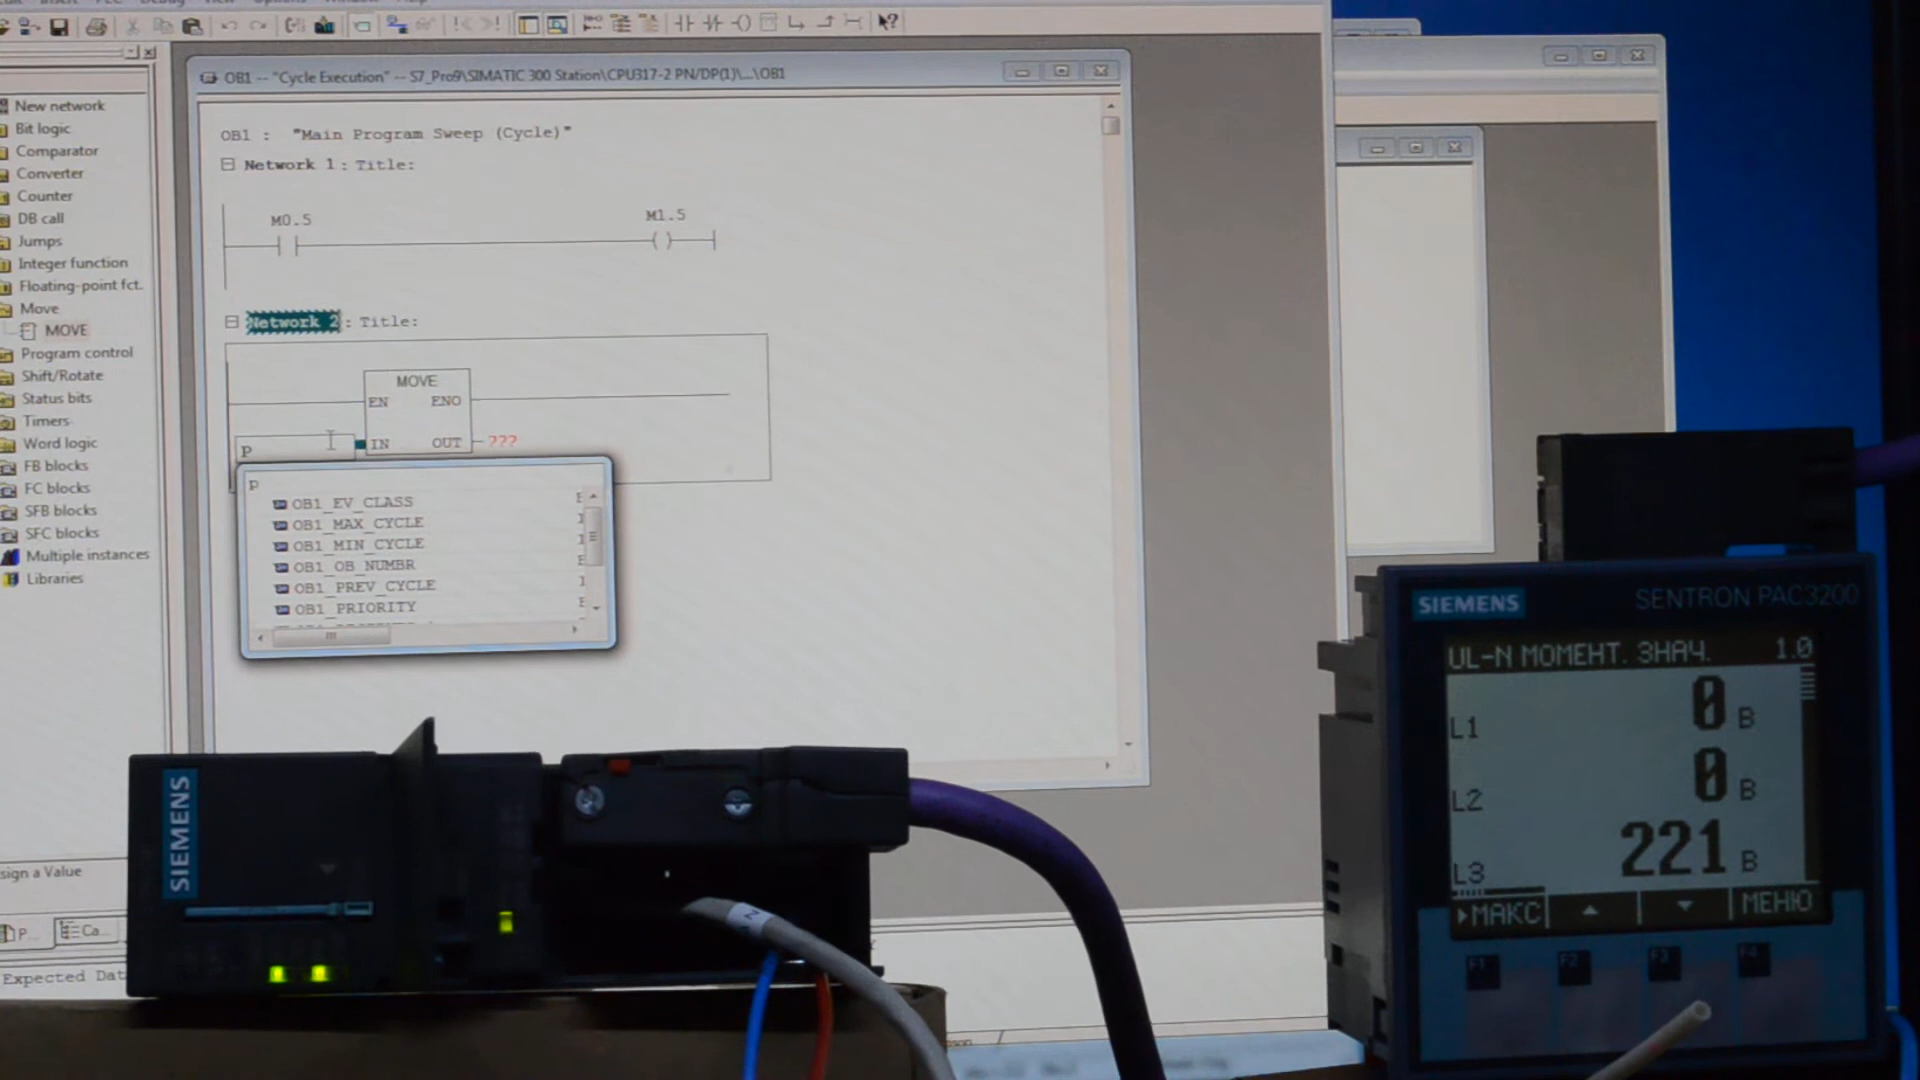 OB1 -- "Cycle Execution" -- S7_Pro9\SIMATIC 300 Station\CPU317-2 PN/DP(1)\...\OB1
New network
Bit logic
Comparator
Converter
Counter
DB call
Jumps
Integer function
Floating-point fct.
Move
MOVE
Program control
Shift/Rotate
Status bits
Timers
Word logic
FB blocks
FC blocks
SFB blocks
SFC blocks
Multiple instances
Libraries
sign a Value
P...
Ca...
Expected Dat
OB1 : "Main Program Sweep (Cycle)"
Network 1: Title:
M0.5
M1.5
Network 2: Title:
MOVE
EN ENO
P
IN OUT ???
P
OB1_EV_CLASS
OB1_MAX_CYCLE
OB1_MIN_CYCLE
OB1_OB_NUMBR
OB1_PREV_CYCLE
OB1_PRIORITY
SIEMENS
SIEMENS
SENTRON PAC3200
UL-N МОМЕНТ. ЗНАЧ. 1.0
L1 0 В
L2 0 В
L3 221 В
МАКС МЕНЮ
F1 F2 F3 F4